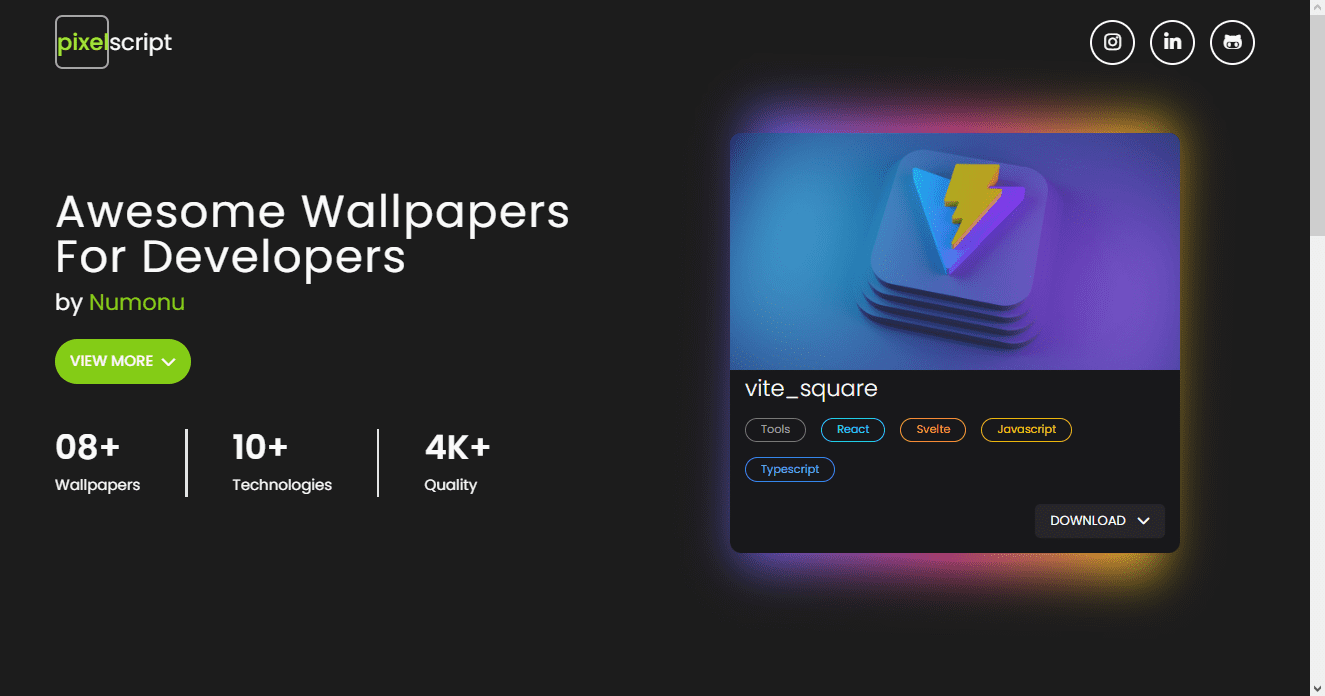 pixelscript
Awesome Wallpapers
For Developers
by Numonu
VIEW MORE
08+
Wallpapers
10+
Technologies
4K+
Quality
vite_square
Tools
React
Svelte
Javascript
Typescript
DOWNLOAD